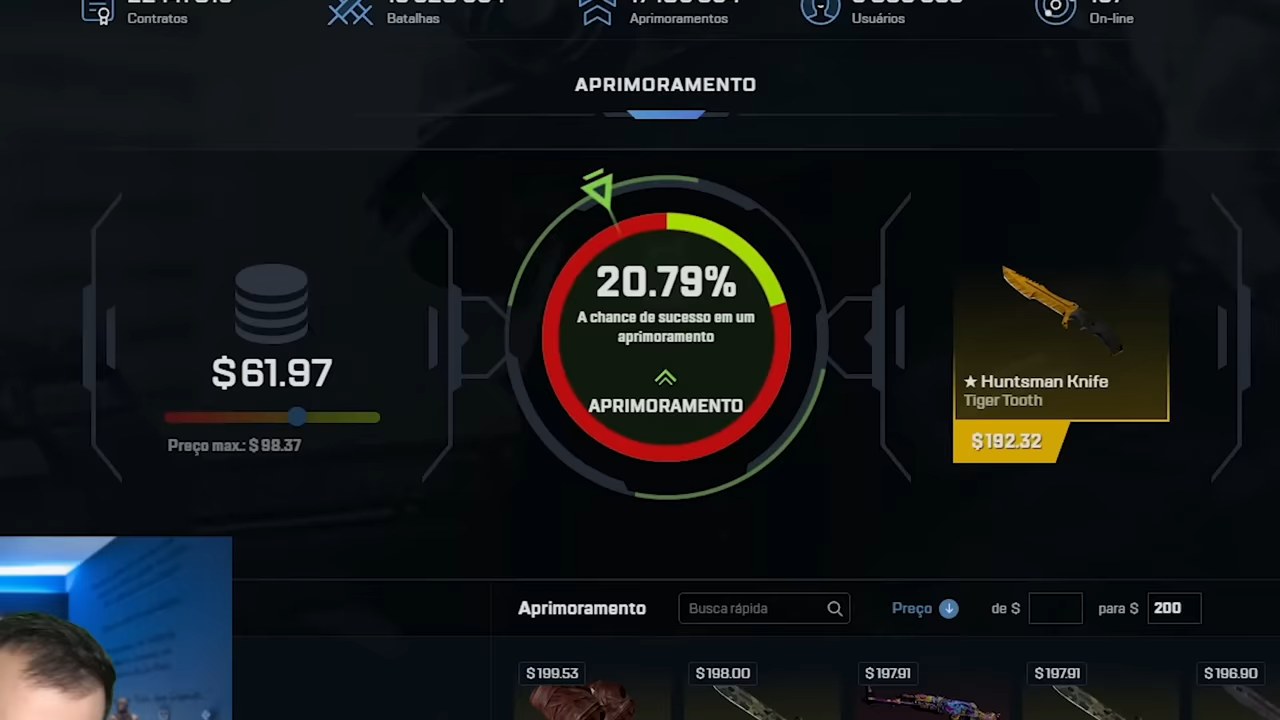 Contratos
Batalhas
Aprimoramentos
Usuários
On-line
APRIMORAMENTO
20.79%
A chance de sucesso em um
aprimoramento
APRIMORAMENTO
$61.97
Preço max.: $98.37
★ Huntsman Knife
Tiger Tooth
$192.32
Aprimoramento
Busca rápida
Preço
de $
para $ 200
$199.53
$198.00
$197.91
$197.91
$196.90